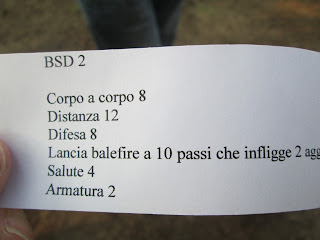 BSD 2
Corpo a corpo 8
Distanza 12
Difesa 8
Lancia balefire a 10 passi che infligge 2 agg
Salute 4
Armatura 2